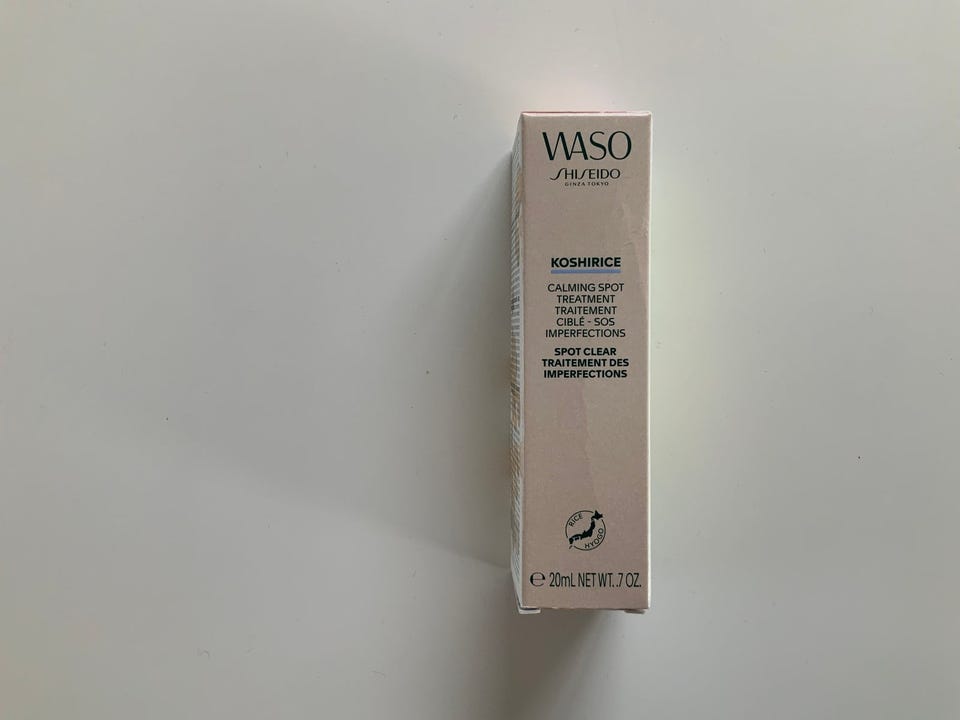 WASO
SHISEIDO
GINZA TOKYO
KOSHIRICE
CALMING SPOT
TREATMENT
TRAITEMENT
CIBLÉ - SOS
IMPERFECTIONS
SPOT CLEAR
TRAITEMENT DES
IMPERFECTIONS
RICE
HYOGO
℮ 20mL NET WT. .7 OZ.